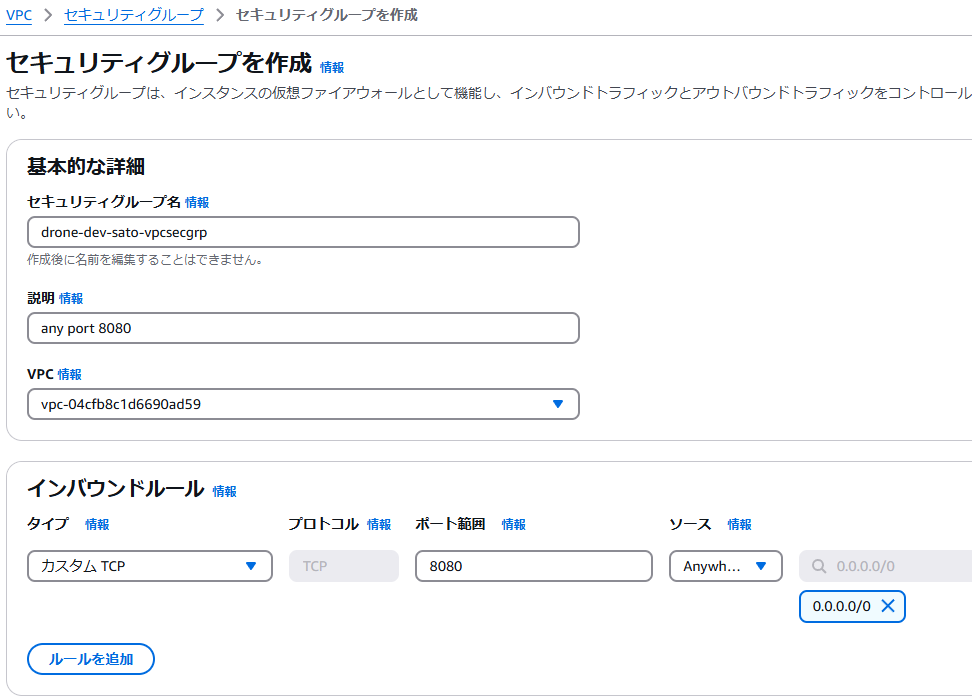 VPC > セキュリティグループ > セキュリティグループを作成
セキュリティグループを作成 情報
セキュリティグループは、インスタンスの仮想ファイアウォールとして機能し、インバウンドトラフィックとアウトバウンドトラフィックをコントロール
い。
基本的な詳細
セキュリティグループ名 情報
drone-dev-sato-vpcsecgrp
作成後に名前を編集することはできません。
説明 情報
any port 8080
VPC 情報
vpc-04cfb8c1d6690ad59
インバウンドルール 情報
タイプ 情報 プロトコル 情報 ポート範囲 情報 ソース 情報
カスタム TCP TCP 8080 Anywh... 0.0.0.0/0
0.0.0.0/0
ルールを追加